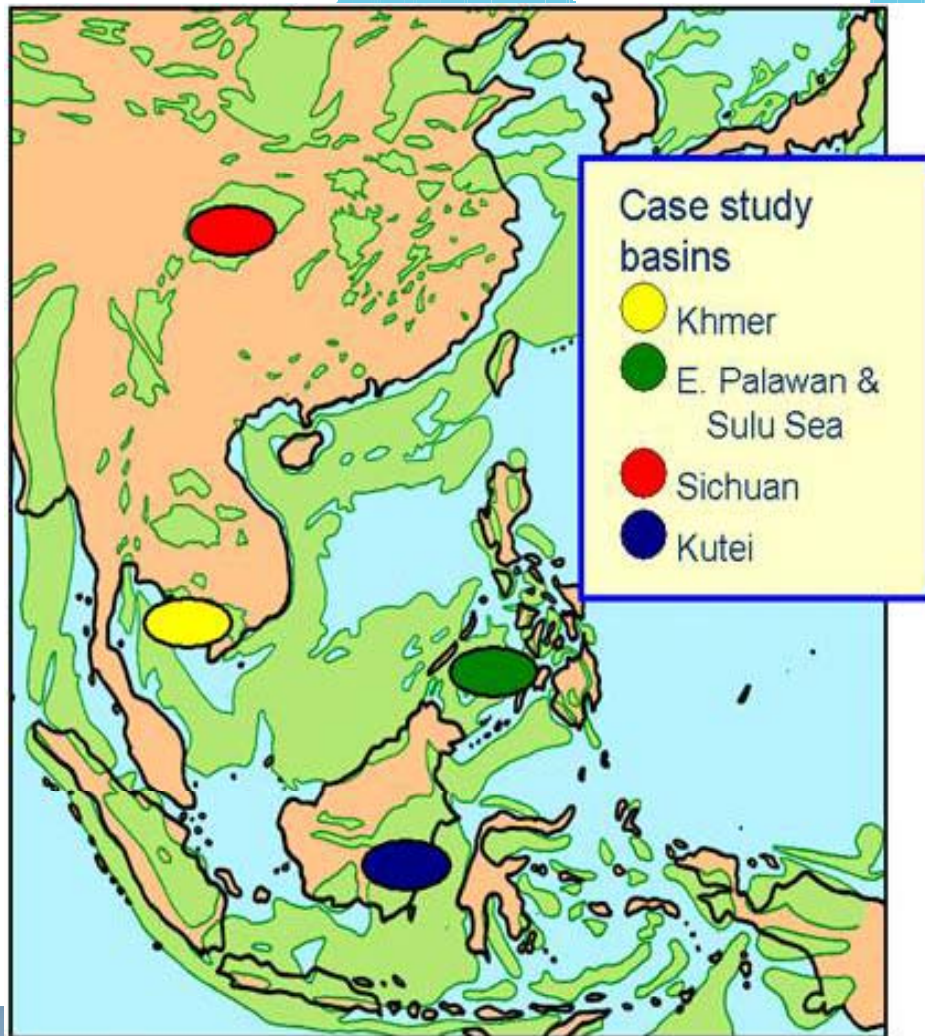 Case study
basins
Khmer
E. Palawan &
Sulu Sea
Sichuan
Kutei